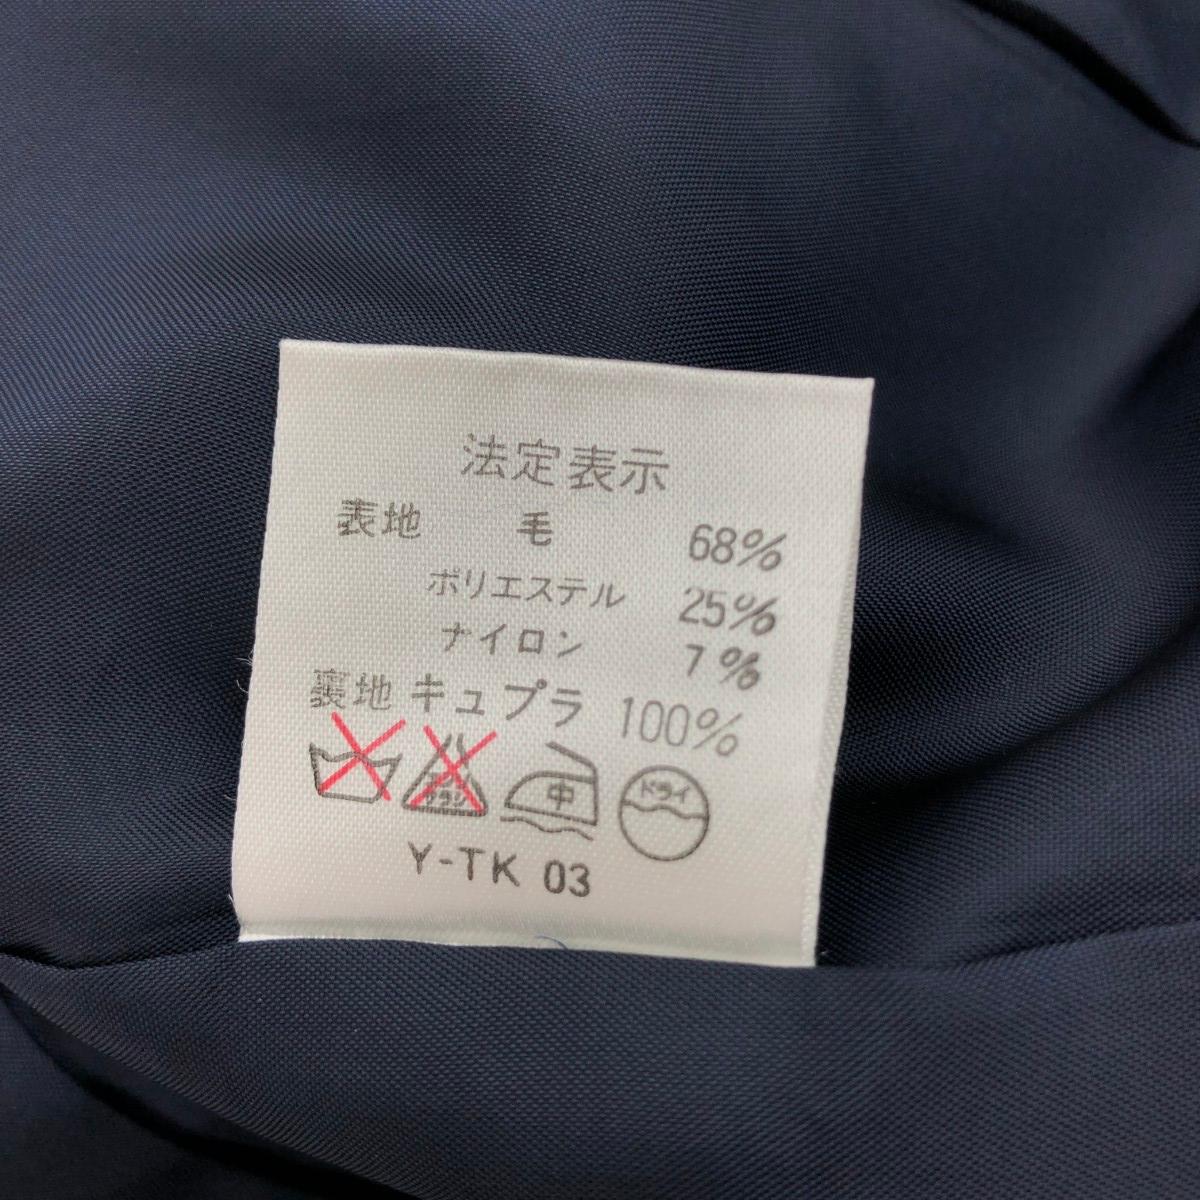 法定表示
表地 毛 68%
ポリエステル 25%
ナイロン 7%
裏地 キュプラ 100%
中 ドライ
Y-TK 03